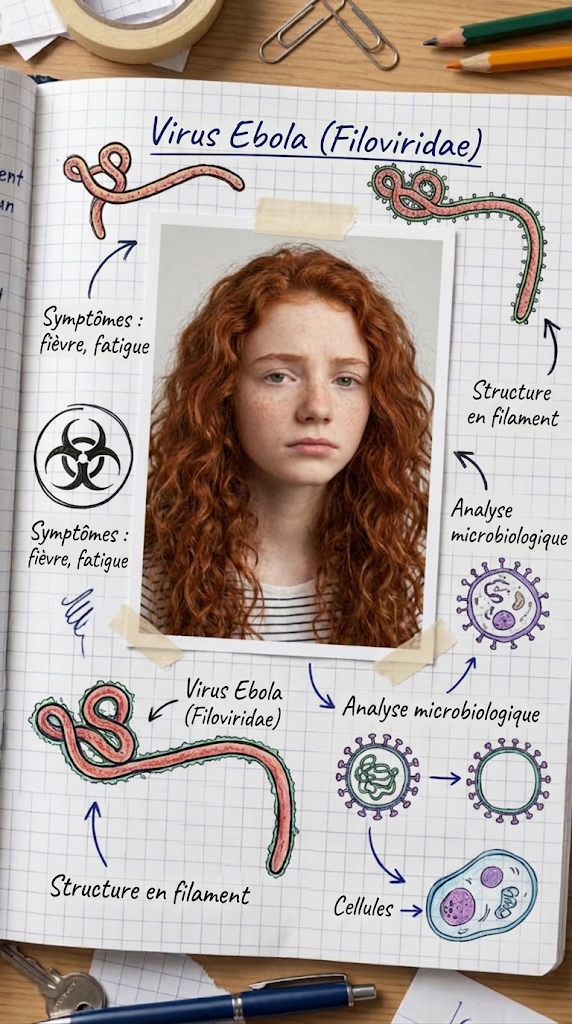 Virus Ebola (Filoviridae)
ent
Symptômes :
fièvre, fatigue
Structure
en filament
Analyse
microbiologique
Symptômes :
fièvre, fatigue
Virus Ebola
(Filoviridae)
Analyse microbiologique
Structure en filament
Cellules